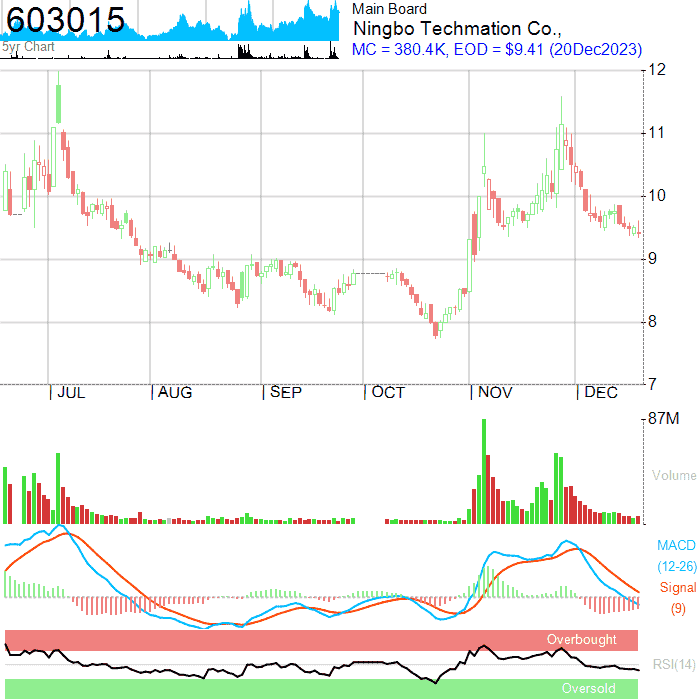 603015
5yr Chart
Main Board
Ningbo Techmation Co.,
MC = 380.4K, EOD = $9.41 (20Dec2023)
12
11
10
9
8
7
JUL AUG SEP OCT NOV DEC
87M
Volume
MACD
(12-26)
Signal
(9)
Overbought
RSI(14)
Oversold